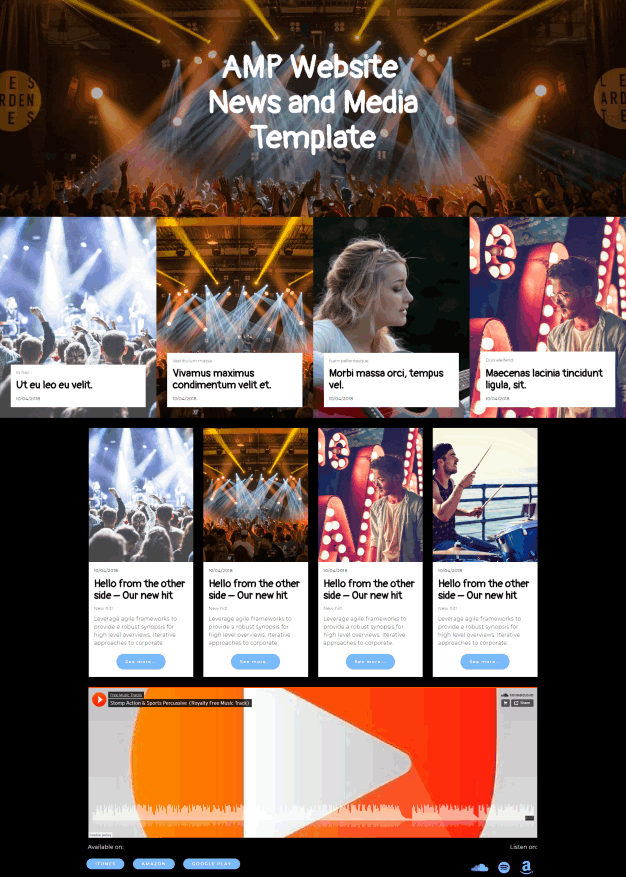 AMP Website
News and Media
Template
LES
ARDEN
ES
L E
ARD
E
In hac
Ut eu leo eu velit.
10/04/2018
Vestibulum massa
Vivamus maximus
condimentum velit et.
10/04/2018
Nam pellentesque
Morbi massa orci, tempus
vel.
10/04/2018
Duis eleifend
Maecenas lacinia tincidunt
ligula, sit.
10/04/2018
10/04/2018
Hello from the other
side – Our new hit
New hit!
Leverage agile frameworks to
provide a robust synopsis for
high level overviews. Iterative
approaches to corporate.
See more...
10/04/2018
Hello from the other
side – Our new hit
New hit!
Leverage agile frameworks to
provide a robust synopsis for
high level overviews. Iterative
approaches to corporate.
See more...
10/04/2018
Hello from the other
side – Our new hit
New hit!
Leverage agile frameworks to
provide a robust synopsis for
high level overviews. Iterative
approaches to corporate.
See more...
10/04/2018
Hello from the other
side – Our new hit
New hit!
Leverage agile frameworks to
provide a robust synopsis for
high level overviews. Iterative
approaches to corporate.
See more...
Free Music Tracks
Stomp Action & Sports Percussive (Royalty Free Music Track)
SOUNDCLOUD
Share
Cookie policy
Available on:
Listen on:
ITUNES
AMAZON
GOOGLE PLAY